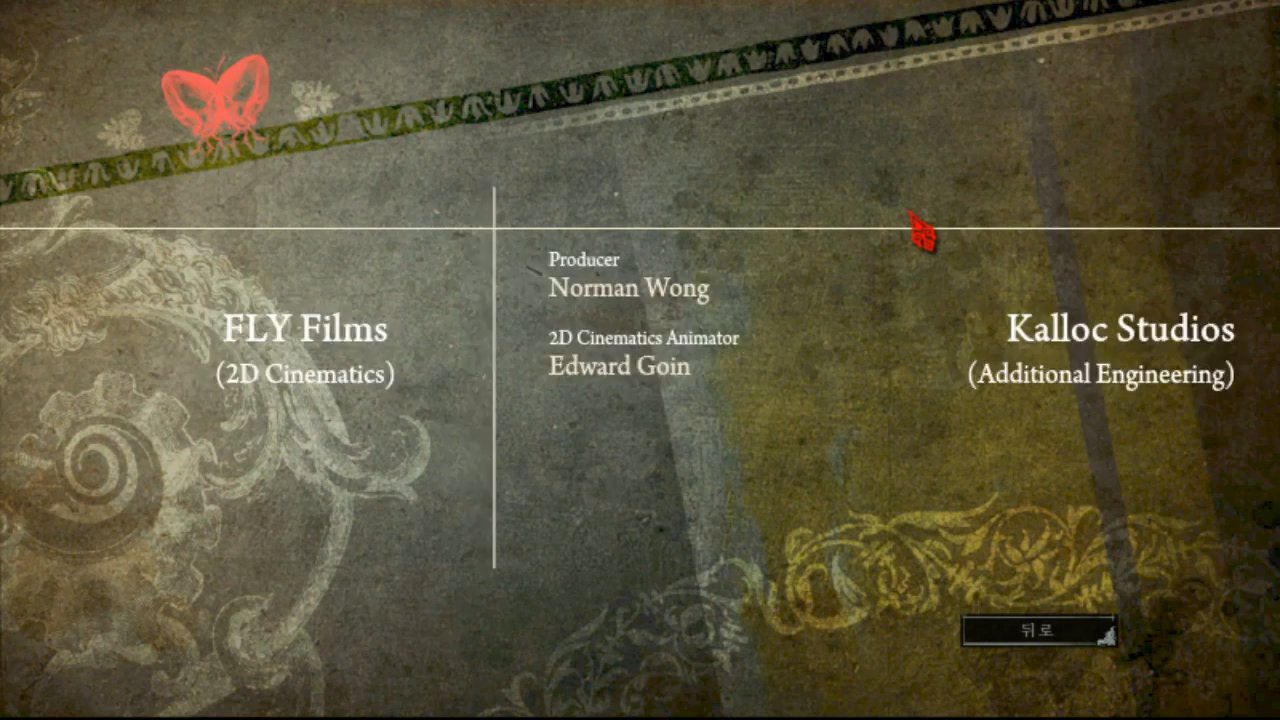 FLY Films
(2D Cinematics)
Producer
Norman Wong
2D Cinematics Animator
Edward Goin
Kalloc Studios
(Additional Engineering)
뒤로